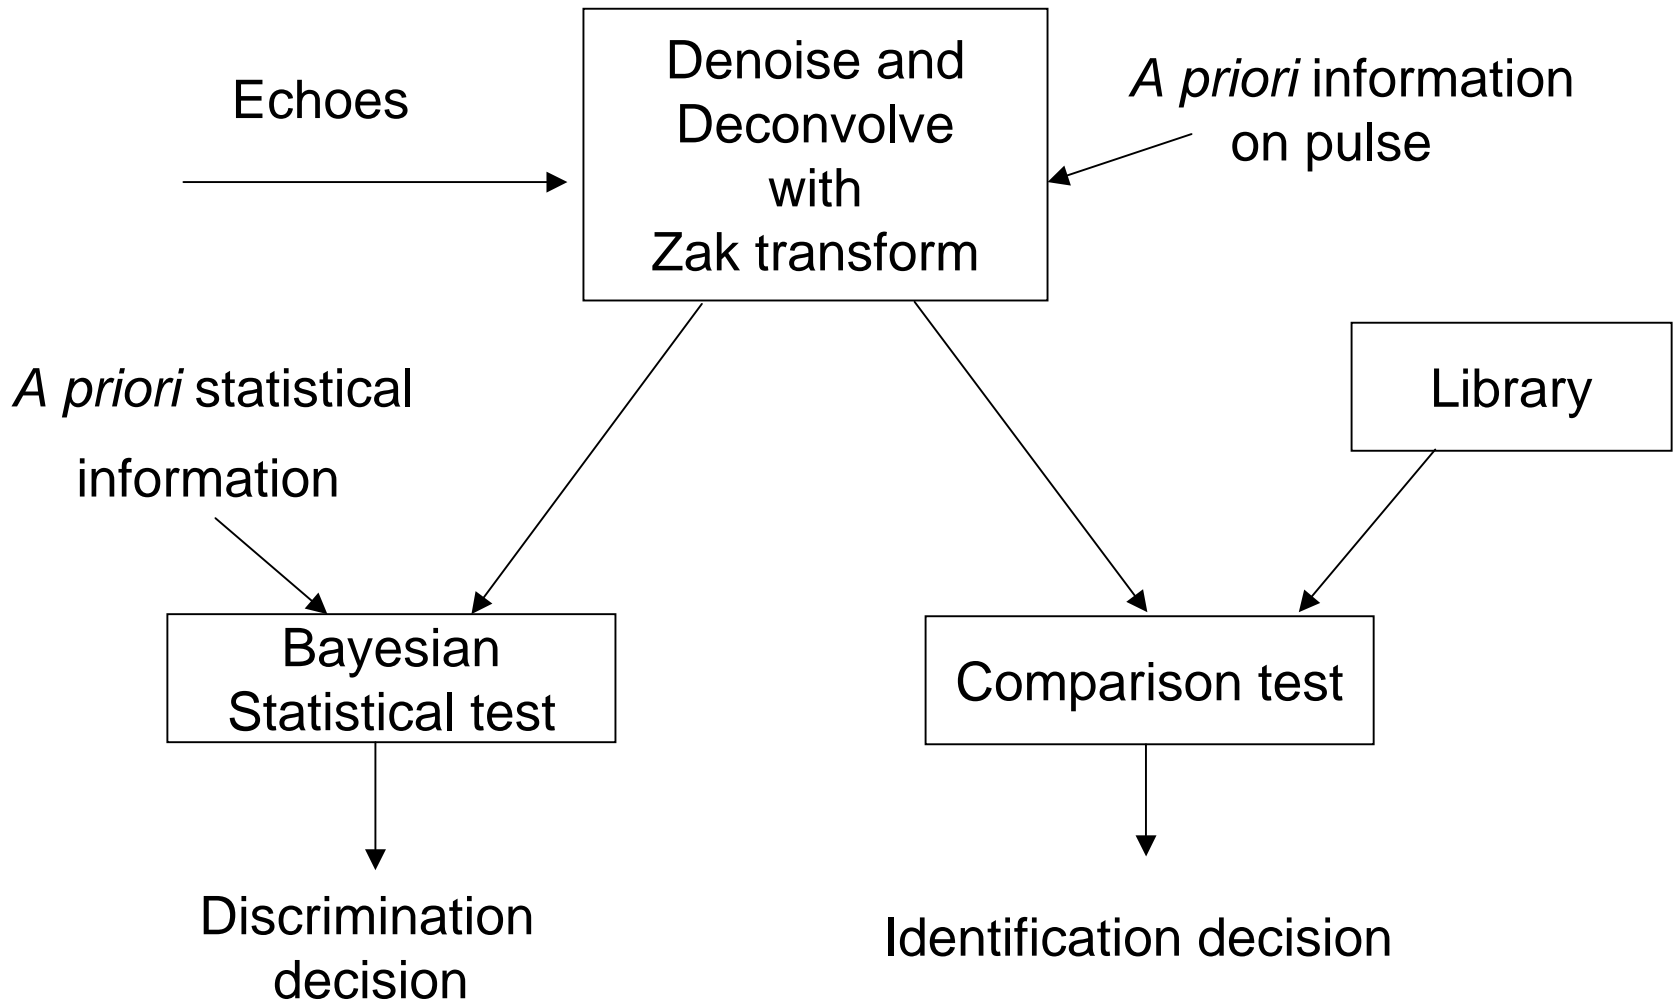 Echoes
Denoise and
Deconvolve
with
Zak transform
A priori information
on pulse
A priori statistical
information
Library
Bayesian
Statistical test
Comparison test
Discrimination
decision
Identification decision